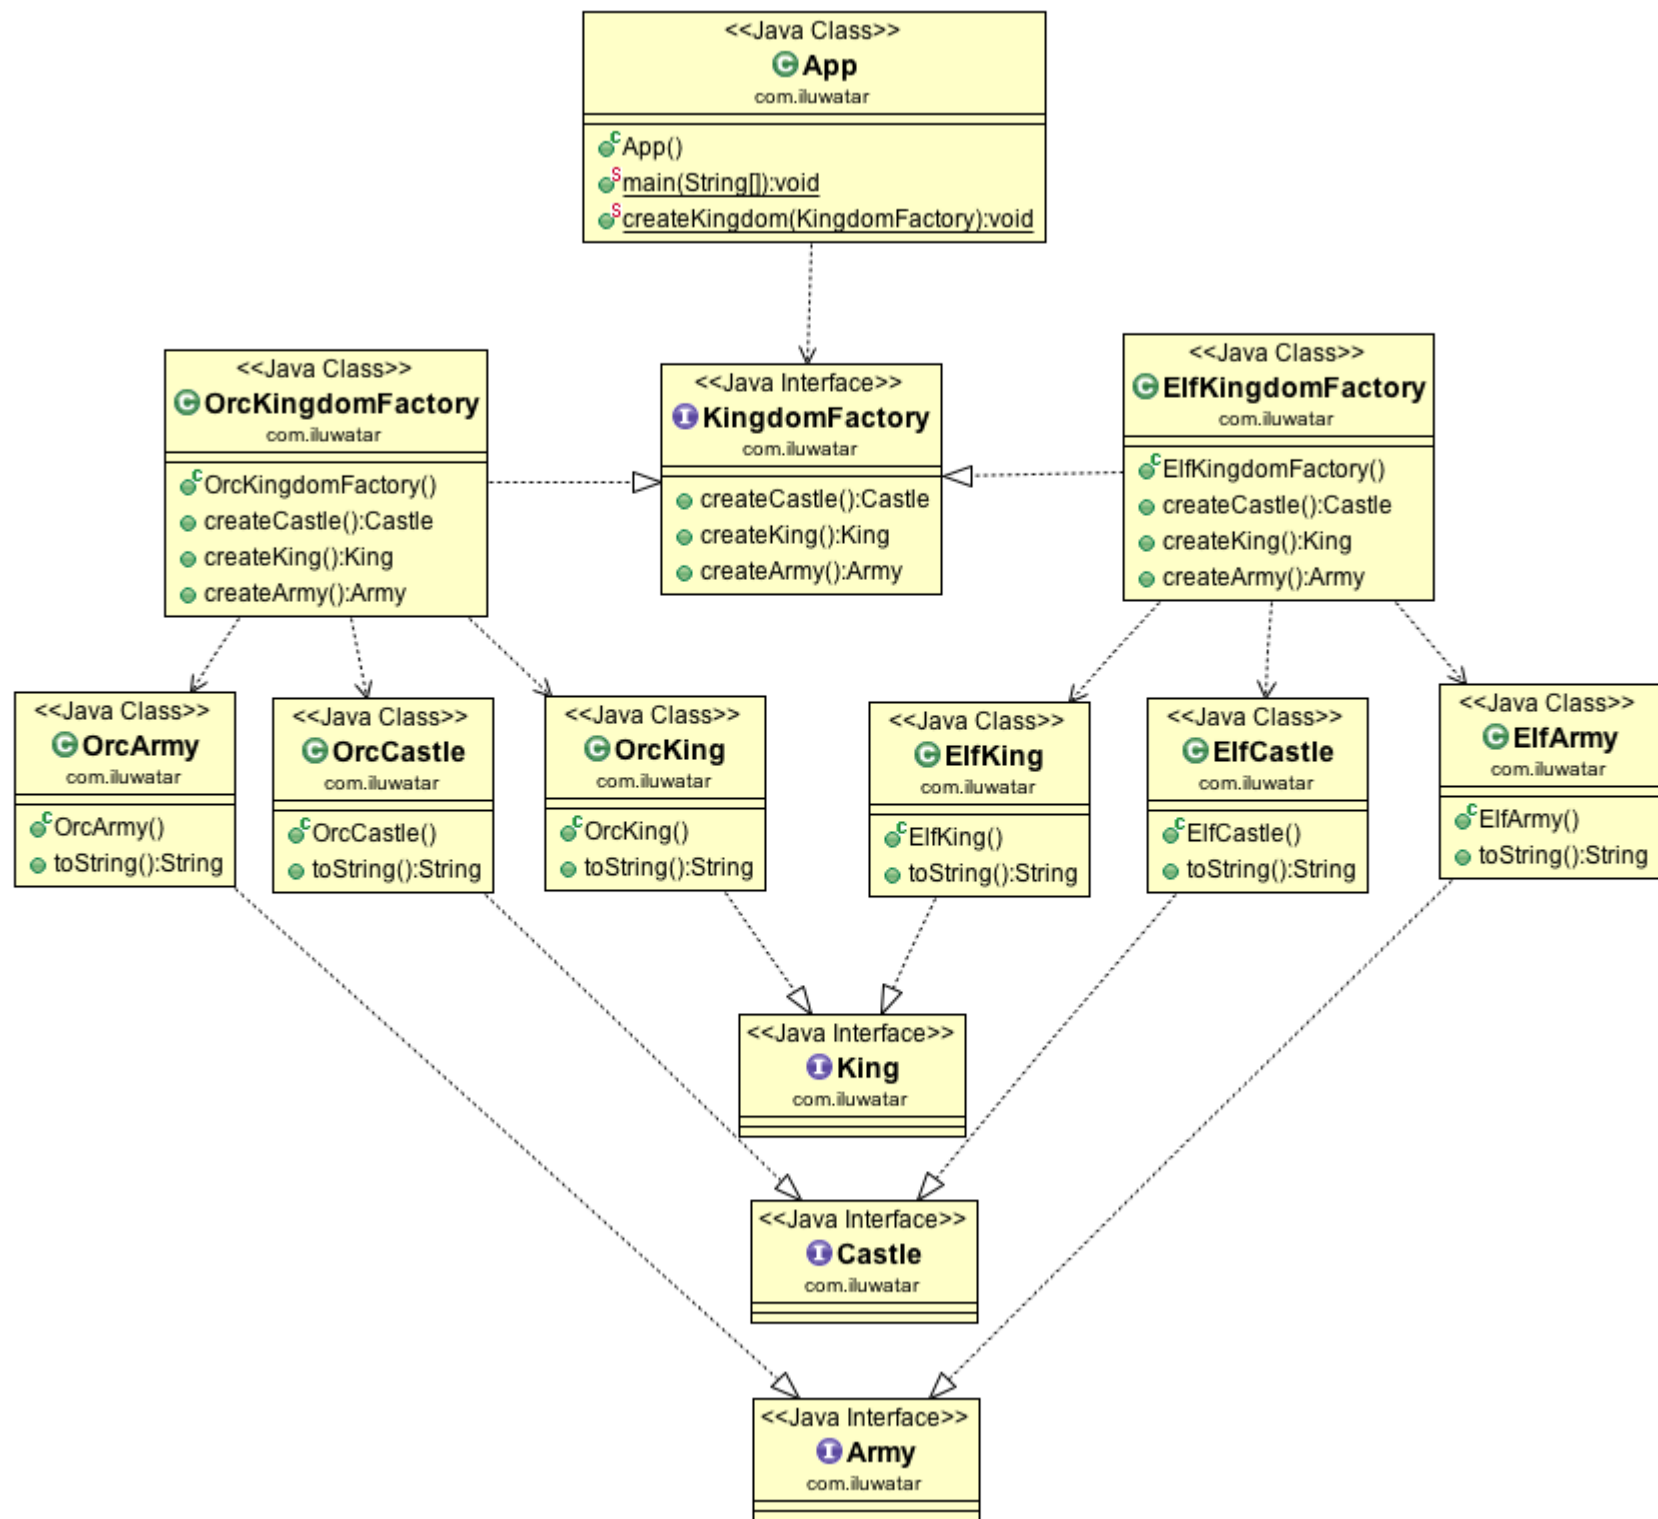 <<Java Class>>
App
com.iluwatar
App()
main(String[]):void
createKingdom(KingdomFactory):void
<<Java Class>>
OrcKingdomFactory
com.iluwatar
OrcKingdomFactory()
createCastle():Castle
createKing():King
createArmy():Army
<<Java Interface>>
KingdomFactory
com.iluwatar
createCastle():Castle
createKing():King
createArmy():Army
<<Java Class>>
ElfKingdomFactory
com.iluwatar
ElfKingdomFactory()
createCastle():Castle
createKing():King
createArmy():Army
<<Java Class>>
OrcArmy
com.iluwatar
OrcArmy()
toString():String
<<Java Class>>
OrcCastle
com.iluwatar
OrcCastle()
toString():String
<<Java Class>>
OrcKing
com.iluwatar
OrcKing()
toString():String
<<Java Class>>
ElfKing
com.iluwatar
ElfKing()
toString():String
<<Java Class>>
ElfCastle
com.iluwatar
ElfCastle()
toString():String
<<Java Class>>
ElfArmy
com.iluwatar
ElfArmy()
toString():String
<<Java Interface>>
King
com.iluwatar
<<Java Interface>>
Castle
com.iluwatar
<<Java Interface>>
Army
com.iluwatar